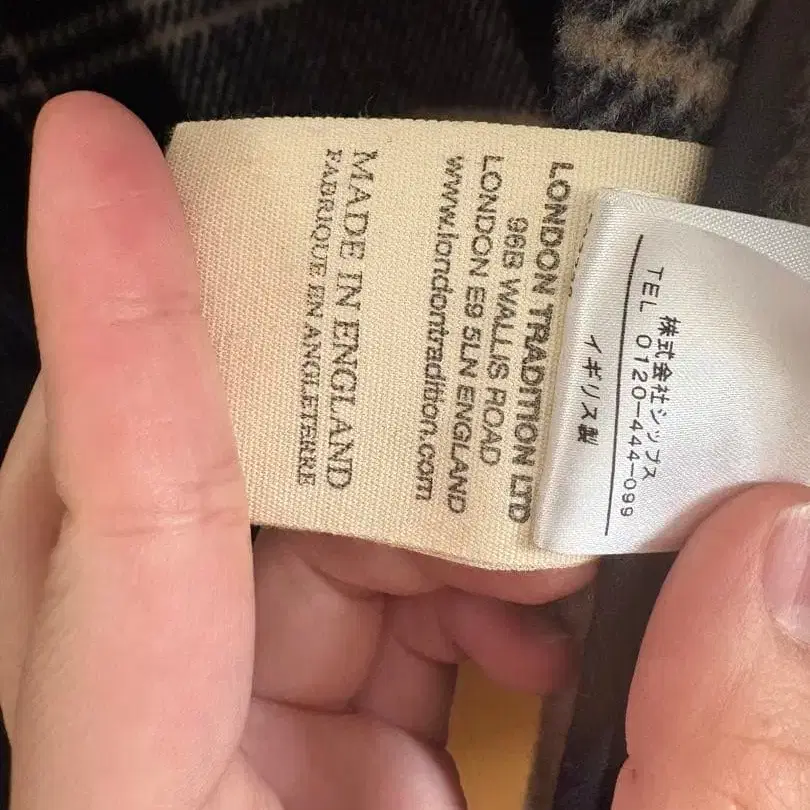 LONDON TRADITION LTD
96B WALLIS ROAD
LONDON E9 5LN ENGLAND
www.londontradition.com
MADE IN ENGLAND
FABRIQUE EN ANGLETERRE
株式会社シップス
TEL 0120-444-099
イギリス製